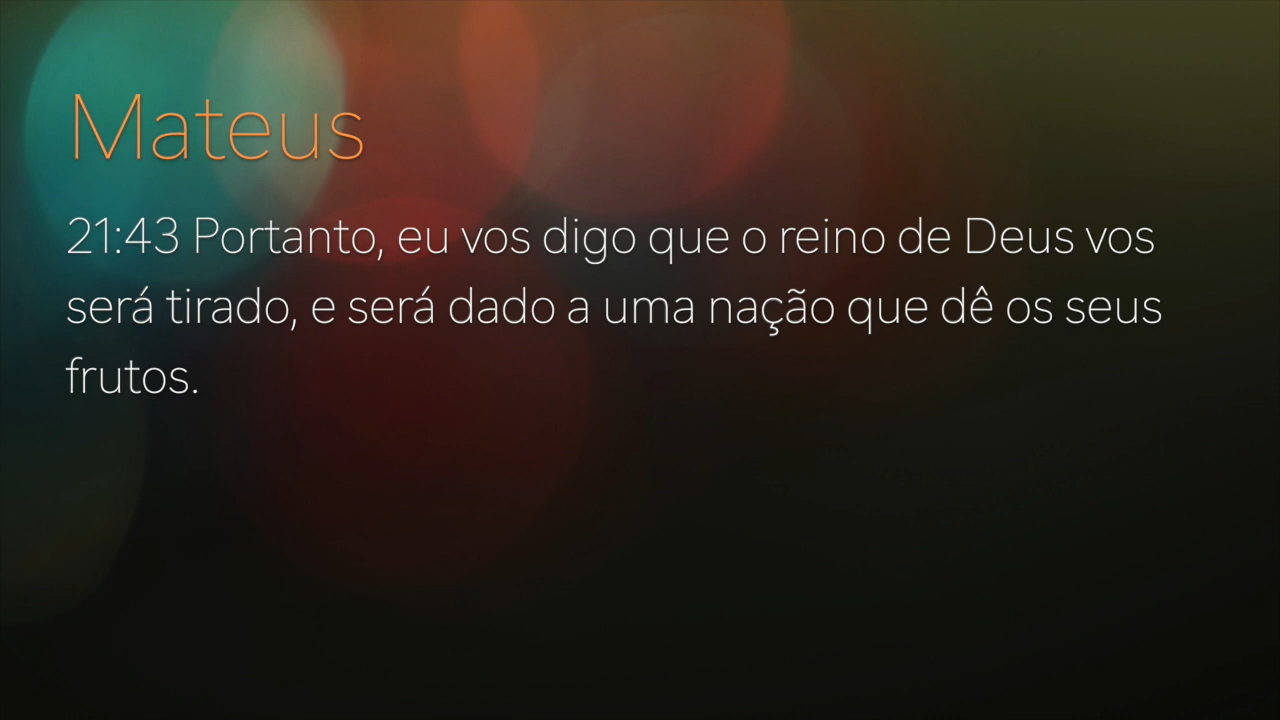 Mateus
21:43 Portanto, eu vos digo que o reino de Deus vos
será tirado, e será dado a uma nação que dê os seus
frutos.